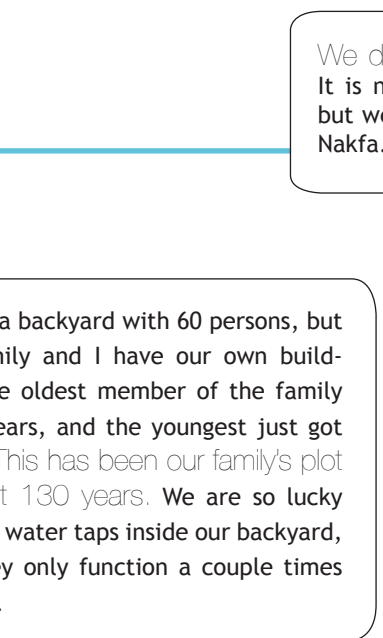 We d
It is n
but we
Nakfa.
a backyard with 60 persons, but
mily and I have our own build-
e oldest member of the family
ears, and the youngest just got
This has been our family's plot
t 130 years. We are so lucky
water taps inside our backyard,
ey only function a couple times
.